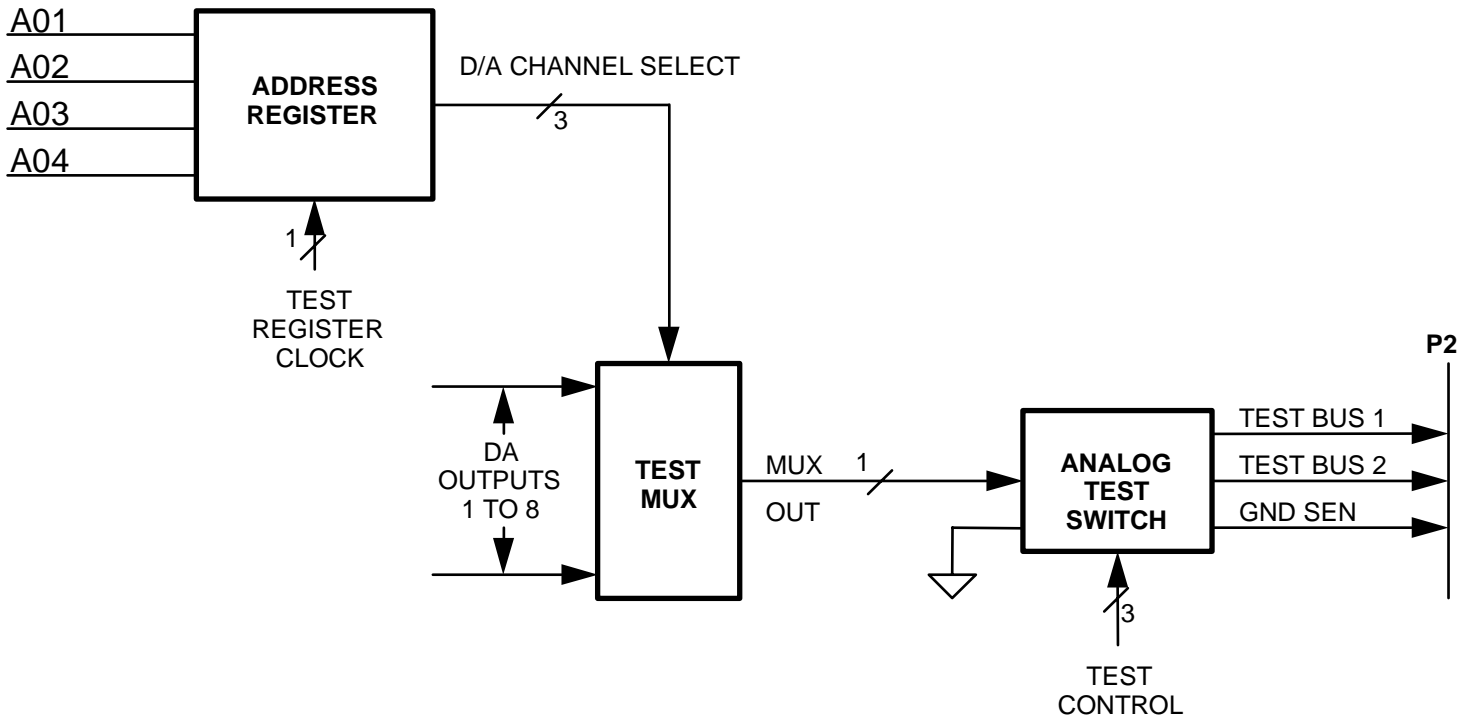 A01
A02
A03
A04
ADDRESS
REGISTER
D/A CHANNEL SELECT
3
1
TEST
REGISTER
CLOCK
DA
OUTPUTS
1 TO 8
TEST
MUX
MUX 1
OUT
ANALOG
TEST
SWITCH
P2
TEST BUS 1
TEST BUS 2
GND SEN
3
TEST
CONTROL